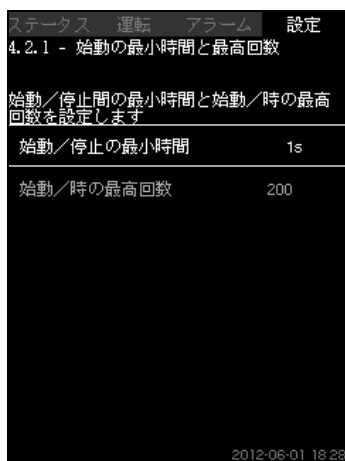 ステータス 運転 アラーム 設定
4.2.1 - 始動の最小時間と最高回数
始動／停止間の最小時間と始動／時の最高
回数を設定します
始動／停止の最小時間 1s
始動／時の最高回数 200
2012-06-01 18:28